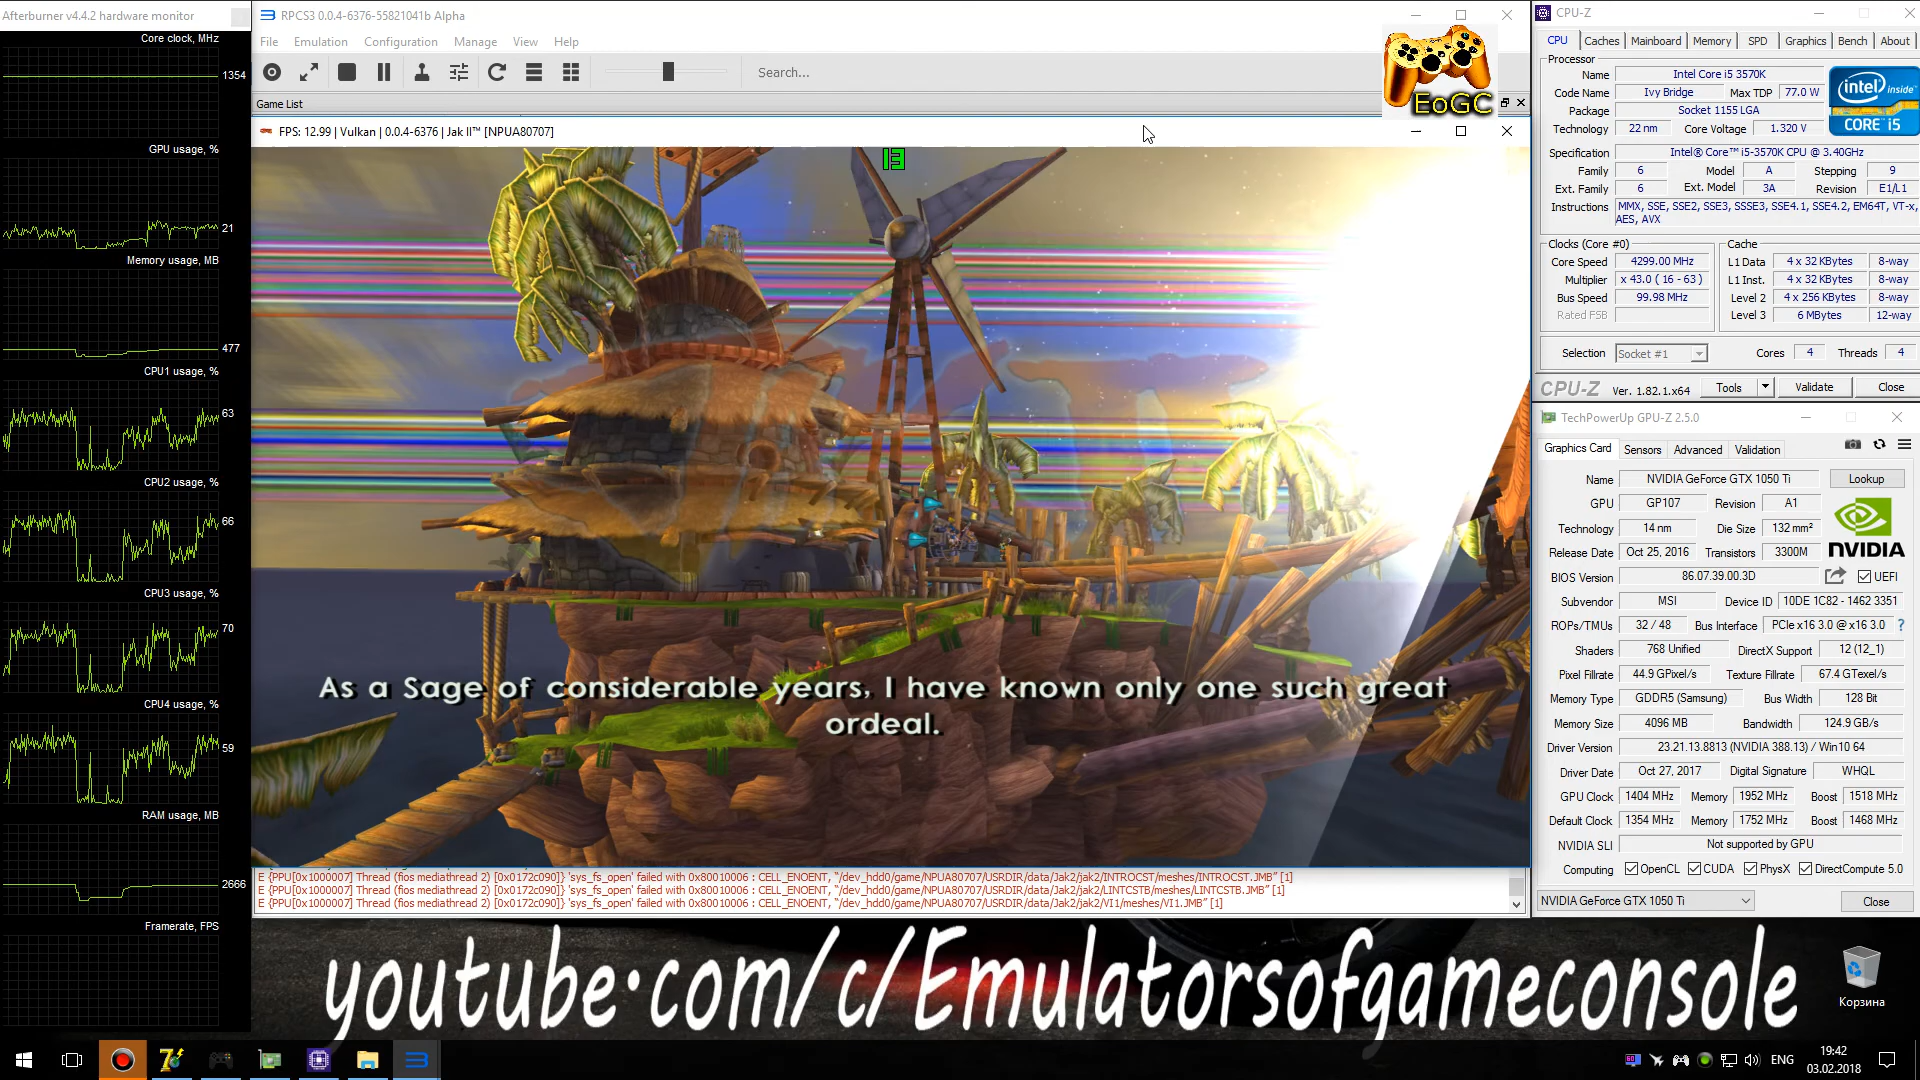 Afterburner v4.4.2 hardware monitor
Core clock, MHz
1354
GPU usage, %
21
Memory usage, MB
477
CPU1 usage, %
63
CPU2 usage, %
66
CPU3 usage, %
70
CPU4 usage, %
59
RAM usage, MB
2666
Framerate, FPS
RPCS3 0.0.4-6376-55821041b Alpha
File Emulation Configuration Manage View Help
Search...
EoGC
Game List
FPS: 12.99 | Vulkan | 0.0.4-6376 | Jak II™ [NPUA80707]
13
As a Sage of considerable years, I have known only one such great
ordeal.
E {PPU[0x1000007] Thread (fios mediathread 2) [0x0172c090]} 'sys_fs_open' failed with 0x80010006 : CELL_ENOENT, "/dev_hdd0/game/NPUA80707/USRDIR/data/Jak2/jak2/INTROCST/meshes/INTROCST.JMB" [1]
E {PPU[0x1000007] Thread (fios mediathread 2) [0x0172c090]} 'sys_fs_open' failed with 0x80010006 : CELL_ENOENT, "/dev_hdd0/game/NPUA80707/USRDIR/data/Jak2/jak2/LINTCSTB/meshes/LINTCSTB.JMB" [1]
E {PPU[0x1000007] Thread (fios mediathread 2) [0x0172c090]} 'sys_fs_open' failed with 0x80010006 : CELL_ENOENT, "/dev_hdd0/game/NPUA80707/USRDIR/data/Jak2/jak2/VI1/meshes/VI1.JMB" [1]
CPU-Z
CPU Caches Mainboard Memory SPD Graphics Bench About
Processor
Name Intel Core i5 3570K
Code Name Ivy Bridge Max TDP 77.0 W
Package Socket 1155 LGA
Technology 22 nm Core Voltage 1.320 V
intel inside™
CORE i5
Specification Intel® Core™ i5-3570K CPU @ 3.40GHz
Family 6 Model A Stepping 9
Ext. Family 6 Ext. Model 3A Revision E1/L1
Instructions MMX, SSE, SSE2, SSE3, SSSE3, SSE4.1, SSE4.2, EM64T, VT-x,
AES, AVX
Clocks (Core #0) Cache
Core Speed 4299.00 MHz L1 Data 4 x 32 KBytes 8-way
Multiplier x 43.0 ( 16 - 63 ) L1 Inst. 4 x 32 KBytes 8-way
Bus Speed 99.98 MHz Level 2 4 x 256 KBytes 8-way
Rated FSB Level 3 6 MBytes 12-way
Selection Socket #1 Cores 4 Threads 4
CPU-Z Ver. 1.82.1.x64 Tools Validate Close
TechPowerUp GPU-Z 2.5.0
Graphics Card Sensors Advanced Validation
Name NVIDIA GeForce GTX 1050 Ti Lookup
GPU GP107 Revision A1
Technology 14 nm Die Size 132 mm²
Release Date Oct 25, 2016 Transistors 3300M
NVIDIA
BIOS Version 86.07.39.00.3D UEFI
Subvendor MSI Device ID 10DE 1C82 - 1462 3351
ROPs/TMUs 32 / 48 Bus Interface PCIe x16 3.0 @ x16 3.0 ?
Shaders 768 Unified DirectX Support 12 (12_1)
Pixel Fillrate 44.9 GPixel/s Texture Fillrate 67.4 GTexel/s
Memory Type GDDR5 (Samsung) Bus Width 128 Bit
Memory Size 4096 MB Bandwidth 124.9 GB/s
Driver Version 23.21.13.8813 (NVIDIA 388.13) / Win10 64
Driver Date Oct 27, 2017 Digital Signature WHQL
GPU Clock 1404 MHz Memory 1952 MHz Boost 1518 MHz
Default Clock 1354 MHz Memory 1752 MHz Boost 1468 MHz
NVIDIA SLI Not supported by GPU
Computing OpenCL CUDA PhysX DirectCompute 5.0
NVIDIA GeForce GTX 1050 Ti Close
youtube.com/c/Emulatorsofgameconsole
Корзина
ENG
19:42
03.02.2018